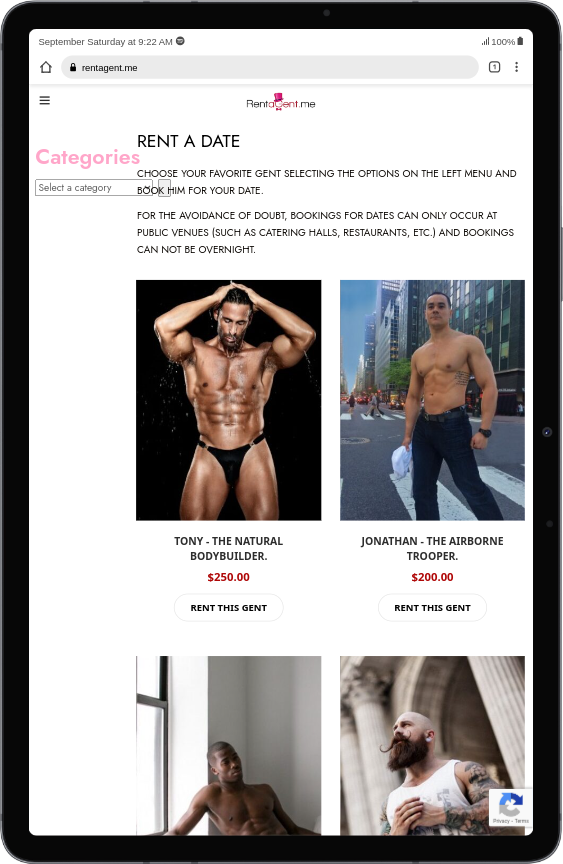 September Saturday at 9:22 AM
100%
rentagent.me
1
Rentagent.me
Categories
Select a category
RENT A DATE
CHOOSE YOUR FAVORITE GENT SELECTING THE OPTIONS ON THE LEFT MENU AND
BOOK HIM FOR YOUR DATE.
FOR THE AVOIDANCE OF DOUBT, BOOKINGS FOR DATES CAN ONLY OCCUR AT
PUBLIC VENUES (SUCH AS CATERING HALLS, RESTAURANTS, ETC.) AND BOOKINGS
CAN NOT BE OVERNIGHT.
TONY - THE NATURAL
BODYBUILDER.
$250.00
RENT THIS GENT
JONATHAN - THE AIRBORNE
TROOPER.
$200.00
RENT THIS GENT
Privacy - Terms